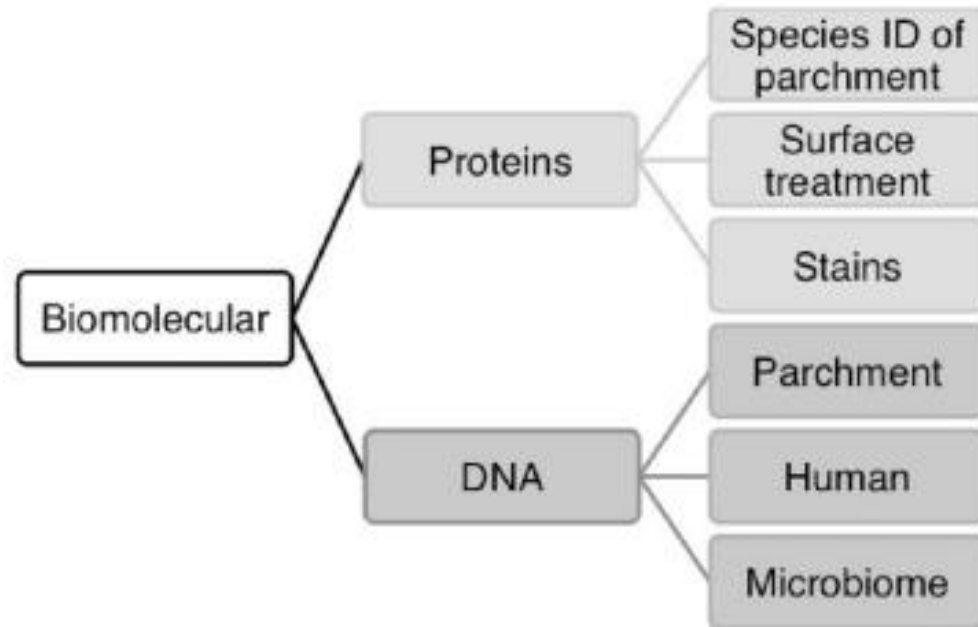 Species ID of
parchment
Proteins
Surface
treatment
Stains
Biomolecular
Parchment
DNA
Human
Microbiome